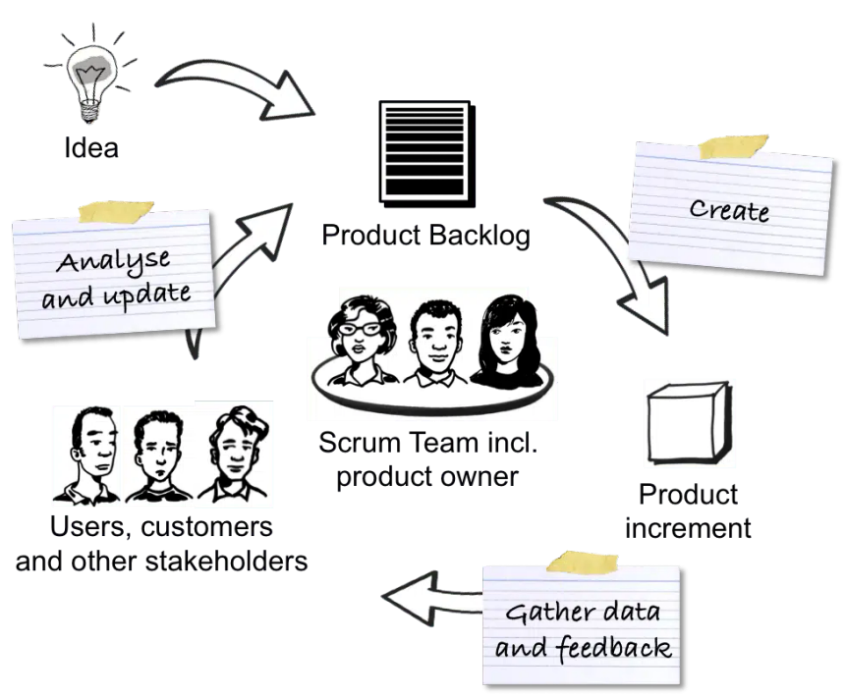 Idea
Product Backlog
Create
Analyse
and update
Scrum Team incl.
product owner
Users, customers
and other stakeholders
Product
increment
Gather data
and feedback